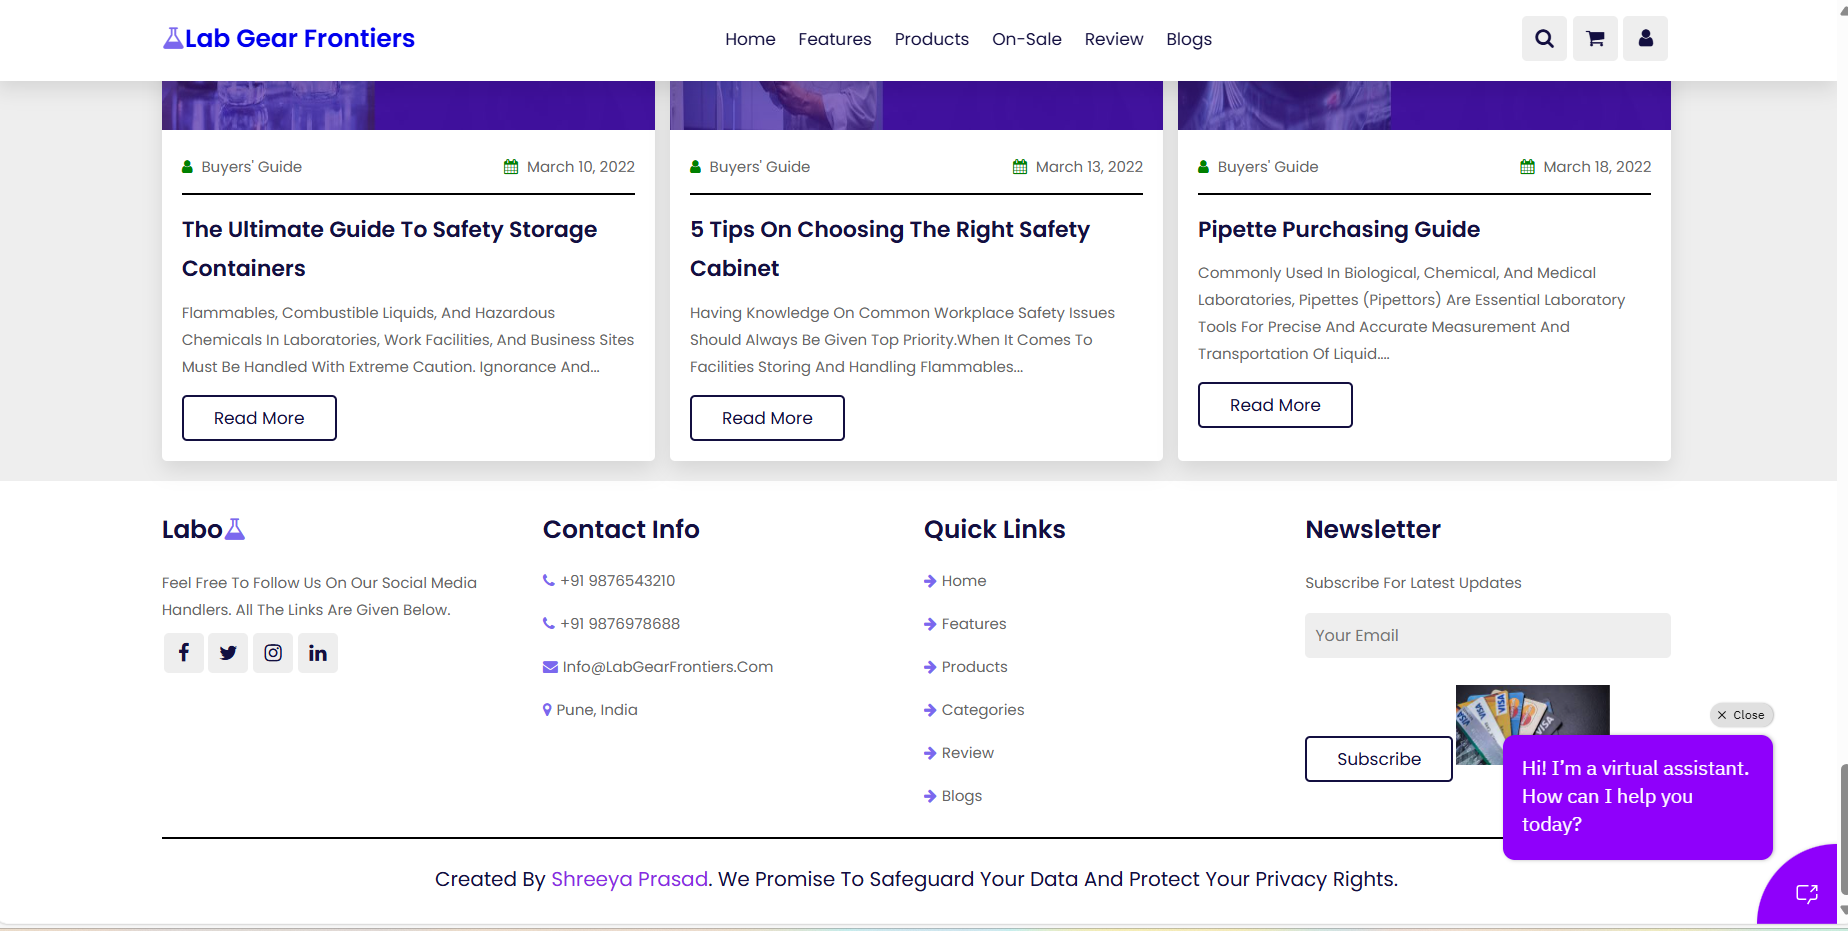 Lab Gear Frontiers
Home Features Products On-Sale Review Blogs
Buyers' Guide March 10, 2022
The Ultimate Guide To Safety Storage
Containers
Flammables, Combustible Liquids, And Hazardous
Chemicals In Laboratories, Work Facilities, And Business Sites
Must Be Handled With Extreme Caution. Ignorance And...
Read More
Buyers' Guide March 13, 2022
5 Tips On Choosing The Right Safety
Cabinet
Having Knowledge On Common Workplace Safety Issues
Should Always Be Given Top Priority.When It Comes To
Facilities Storing And Handling Flammables...
Read More
Buyers' Guide March 18, 2022
Pipette Purchasing Guide
Commonly Used In Biological, Chemical, And Medical
Laboratories, Pipettes (Pipettors) Are Essential Laboratory
Tools For Precise And Accurate Measurement And
Transportation Of Liquid....
Read More
Labo
Feel Free To Follow Us On Our Social Media
Handlers. All The Links Are Given Below.
Contact Info
+91 9876543210
+91 9876978688
Info@LabGearFrontiers.Com
Pune, India
Quick Links
Home
Features
Products
Categories
Review
Blogs
Newsletter
Subscribe For Latest Updates
Your Email
Subscribe
VISA
VISA
VISA
Close
Hi! I'm a virtual assistant.
How can I help you
today?
Created By Shreeya Prasad. We Promise To Safeguard Your Data And Protect Your Privacy Rights.